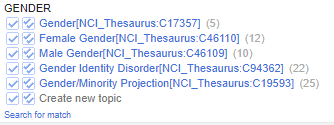 GENDER
Gender[NCI_Thesaurus:C17357] (5)
Female Gender[NCI_Thesaurus:C46110] (12)
Male Gender[NCI_Thesaurus:C46109] (10)
Gender Identity Disorder[NCI_Thesaurus:C94362] (22)
Gender/Minority Projection[NCI_Thesaurus:C19593] (25)
Create new topic
Search for match